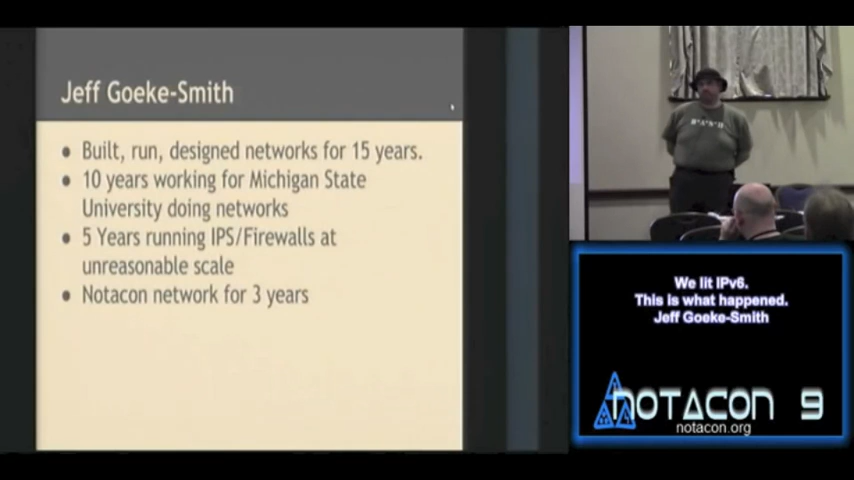 Jeff Goeke-Smith
● Built, run, designed networks for 15 years.
● 10 years working for Michigan State
University doing networks
● 5 Years running IPS/Firewalls at
unreasonable scale
● Notacon network for 3 years
We lit IPv6.
This is what happened.
Jeff Goeke-Smith
NOTACON 9
notacon.org